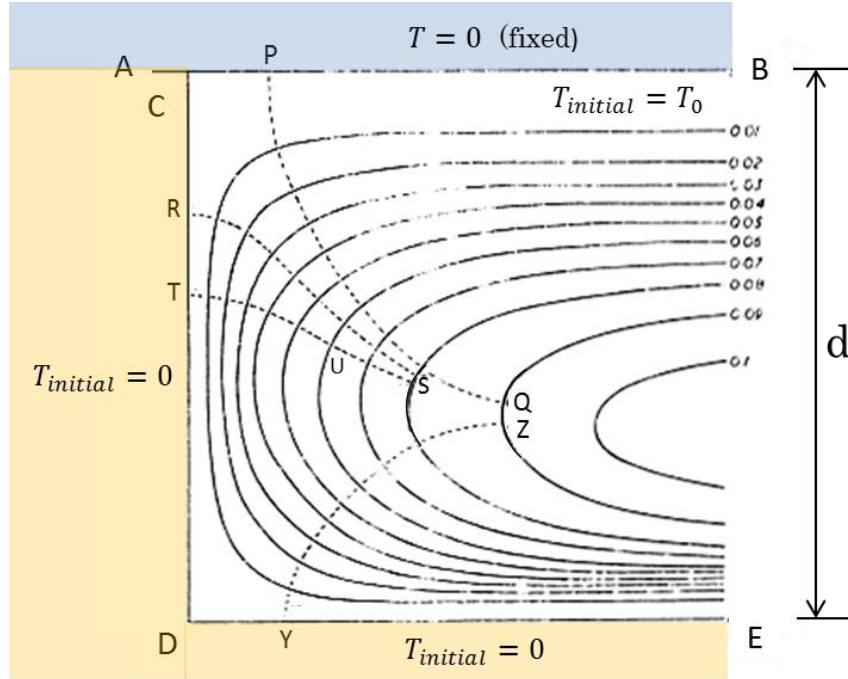 T = 0 (fixed)
A
P
B
C
T_initial = T_0
0.01
0.02
0.03
0.04
0.05
0.06
0.07
0.08
0.09
0.1
R
T
U
S
Q
Z
T_initial = 0
d
D
Y
E
T_initial = 0